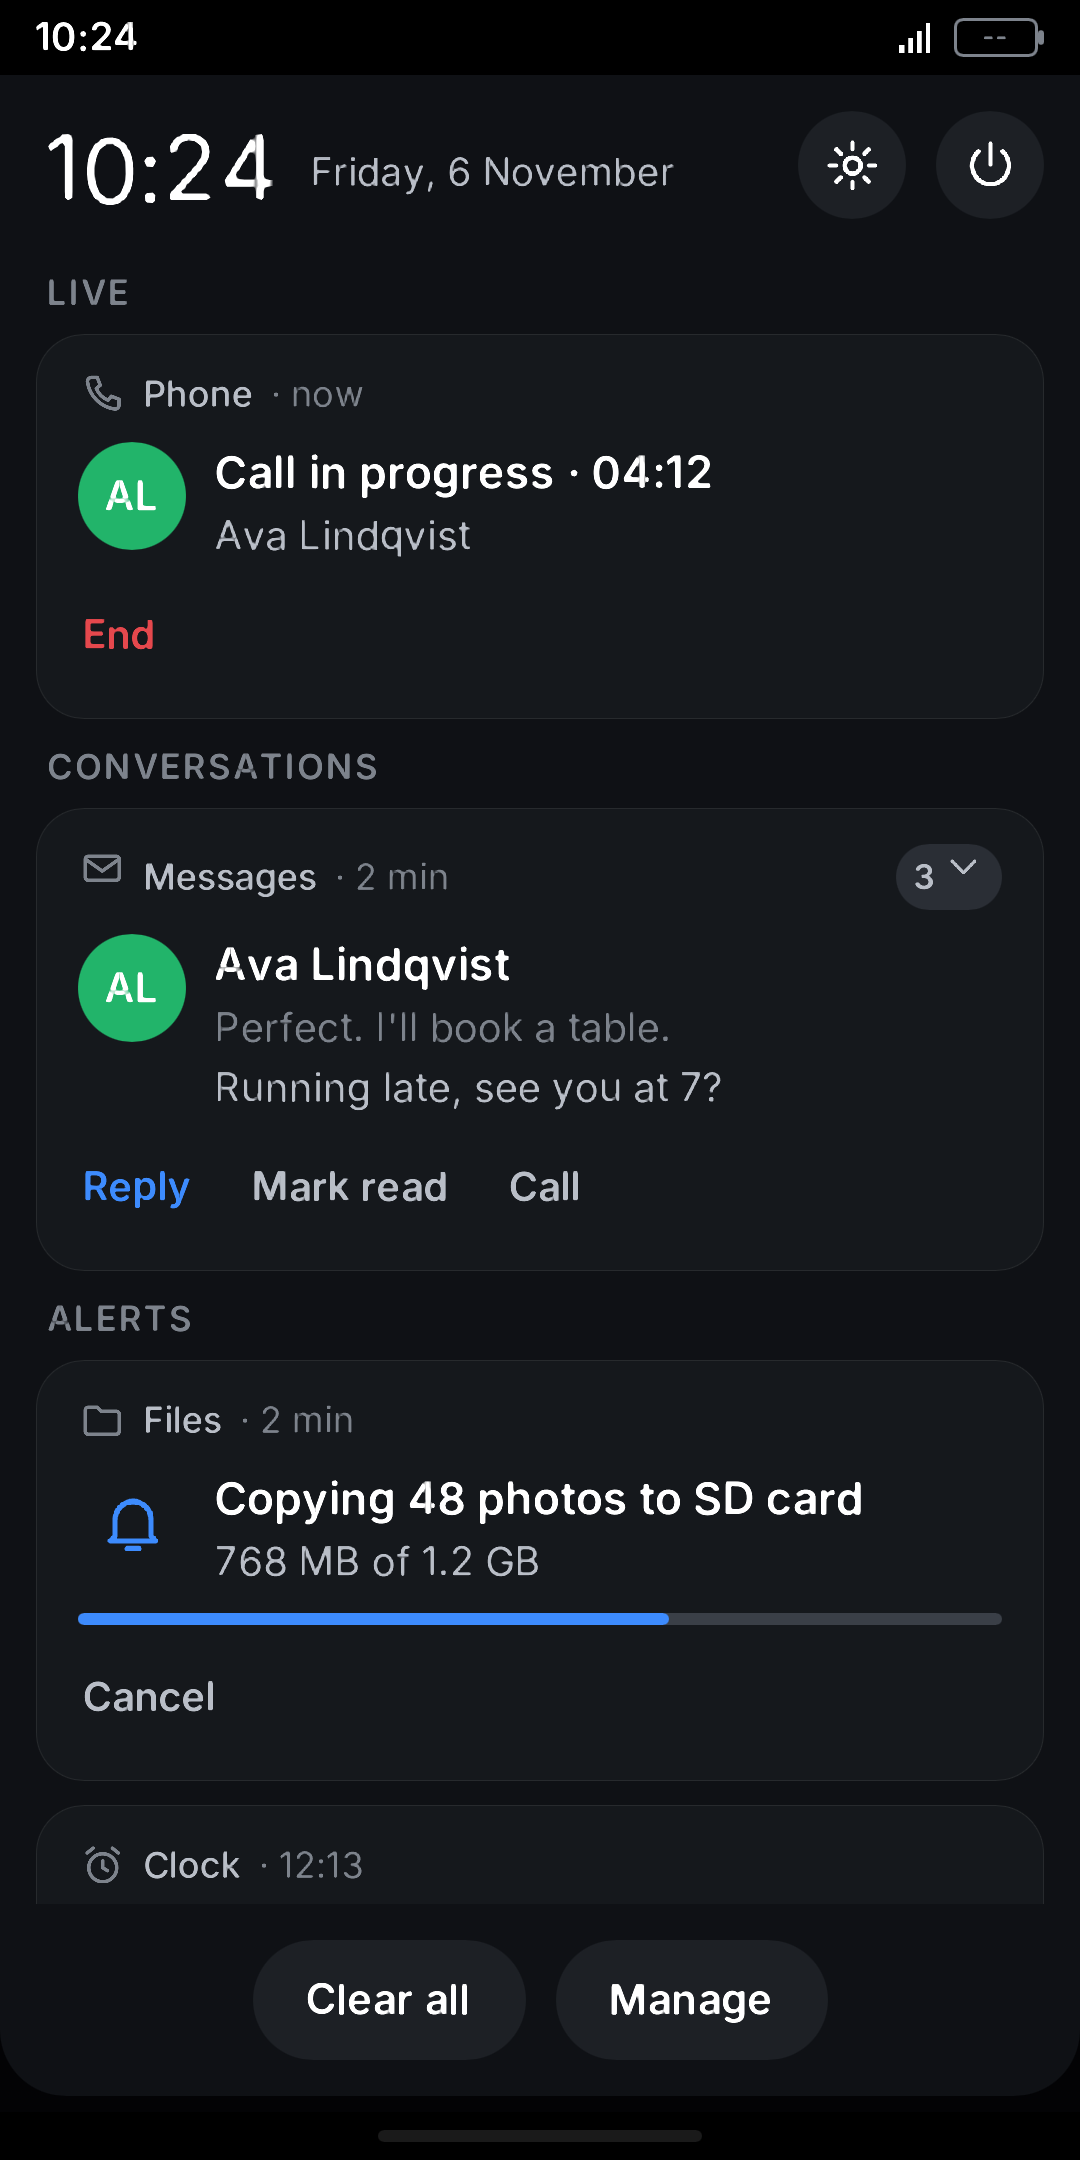 10:24
--
10:24 Friday, 6 November
LIVE
Phone · now
AL
Call in progress · 04:12
Ava Lindqvist
End
CONVERSATIONS
Messages · 2 min
3
AL
Ava Lindqvist
Perfect. I'll book a table.
Running late, see you at 7?
Reply Mark read Call
ALERTS
Files · 2 min
Copying 48 photos to SD card
768 MB of 1.2 GB
Cancel
Clock · 12:13
Clear all Manage